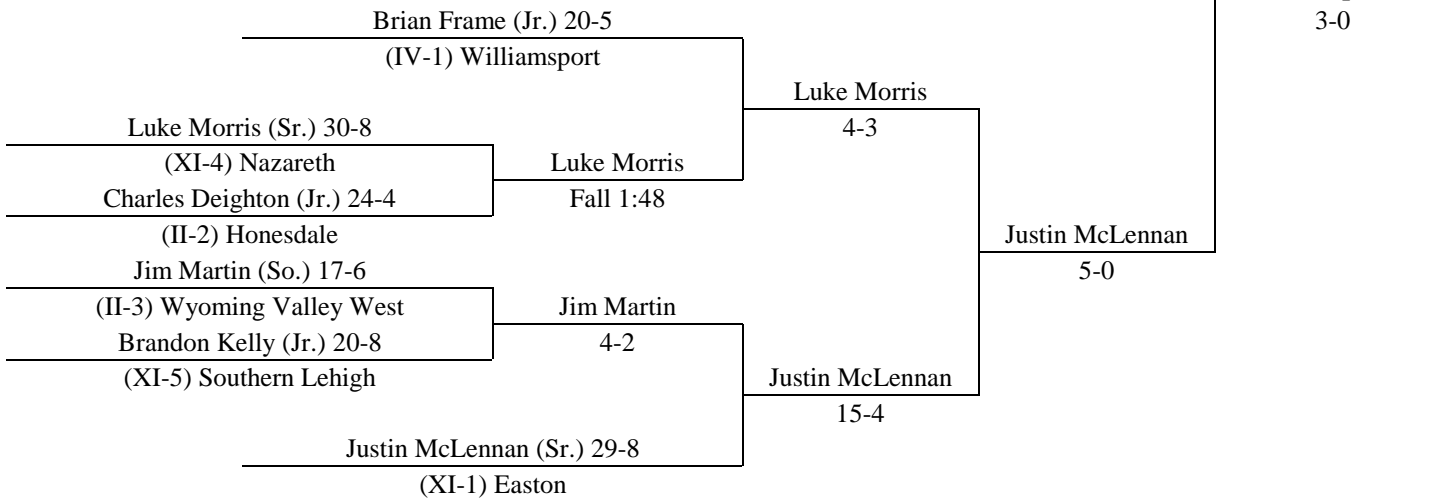 Brian Frame (Jr.) 20-5
3-0
(IV-1) Williamsport
Luke Morris
Luke Morris (Sr.) 30-8
4-3
(XI-4) Nazareth
Luke Morris
Charles Deighton (Jr.) 24-4
Fall 1:48
(II-2) Honesdale
Justin McLennan
Jim Martin (So.) 17-6
5-0
(II-3) Wyoming Valley West
Jim Martin
Brandon Kelly (Jr.) 20-8
4-2
(XI-5) Southern Lehigh
Justin McLennan
15-4
Justin McLennan (Sr.) 29-8
(XI-1) Easton